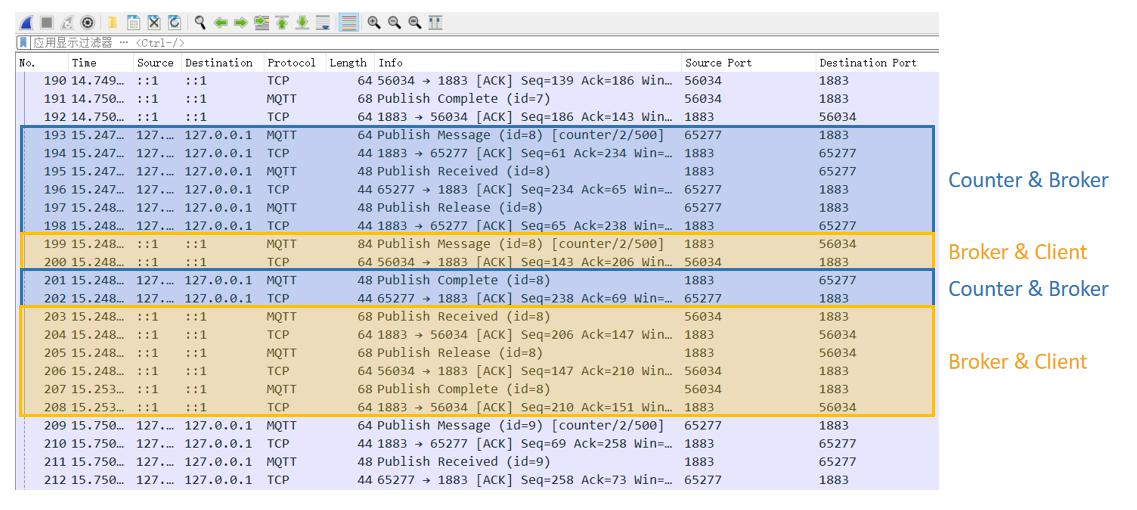 应用显示过滤器 … <Ctrl-/>
No. Time Source Destination Protocol Length Info Source Port Destination Port
190 14.749… ::1 ::1 TCP 64 56034 → 1883 [ACK] Seq=139 Ack=186 Win… 56034 1883
191 14.750… ::1 ::1 MQTT 68 Publish Complete (id=7) 56034 1883
192 14.750… ::1 ::1 TCP 64 1883 → 56034 [ACK] Seq=186 Ack=143 Win… 1883 56034
193 15.247… 127.… 127.0.0.1 MQTT 64 Publish Message (id=8) [counter/2/500] 65277 1883
194 15.247… 127.… 127.0.0.1 TCP 44 1883 → 65277 [ACK] Seq=61 Ack=234 Win=… 1883 65277
195 15.247… 127.… 127.0.0.1 MQTT 48 Publish Received (id=8) 1883 65277
Counter & Broker
196 15.247… 127.… 127.0.0.1 TCP 44 65277 → 1883 [ACK] Seq=234 Ack=65 Win=… 65277 1883
197 15.248… 127.… 127.0.0.1 MQTT 48 Publish Release (id=8) 65277 1883
198 15.248… 127.… 127.0.0.1 TCP 44 1883 → 65277 [ACK] Seq=65 Ack=238 Win=… 1883 65277
199 15.248… ::1 ::1 MQTT 84 Publish Message (id=8) [counter/2/500] 1883 56034
Broker & Client
200 15.248… ::1 ::1 TCP 64 56034 → 1883 [ACK] Seq=143 Ack=206 Win… 56034 1883
201 15.248… 127.… 127.0.0.1 MQTT 48 Publish Complete (id=8) 1883 65277
Counter & Broker
202 15.248… 127.… 127.0.0.1 TCP 44 65277 → 1883 [ACK] Seq=238 Ack=69 Win=… 65277 1883
203 15.248… ::1 ::1 MQTT 68 Publish Received (id=8) 56034 1883
204 15.248… ::1 ::1 TCP 64 1883 → 56034 [ACK] Seq=206 Ack=147 Win… 1883 56034
205 15.248… ::1 ::1 MQTT 68 Publish Release (id=8) 1883 56034
Broker & Client
206 15.248… ::1 ::1 TCP 64 56034 → 1883 [ACK] Seq=147 Ack=210 Win… 56034 1883
207 15.253… ::1 ::1 MQTT 68 Publish Complete (id=8) 56034 1883
208 15.253… ::1 ::1 TCP 64 1883 → 56034 [ACK] Seq=210 Ack=151 Win… 1883 56034
209 15.750… 127.… 127.0.0.1 MQTT 64 Publish Message (id=9) [counter/2/500] 65277 1883
210 15.750… 127.… 127.0.0.1 TCP 44 1883 → 65277 [ACK] Seq=69 Ack=258 Win=… 1883 65277
211 15.750… 127.… 127.0.0.1 MQTT 48 Publish Received (id=9) 1883 65277
212 15.750… 127.… 127.0.0.1 TCP 44 65277 → 1883 [ACK] Seq=258 Ack=73 Win=… 65277 1883